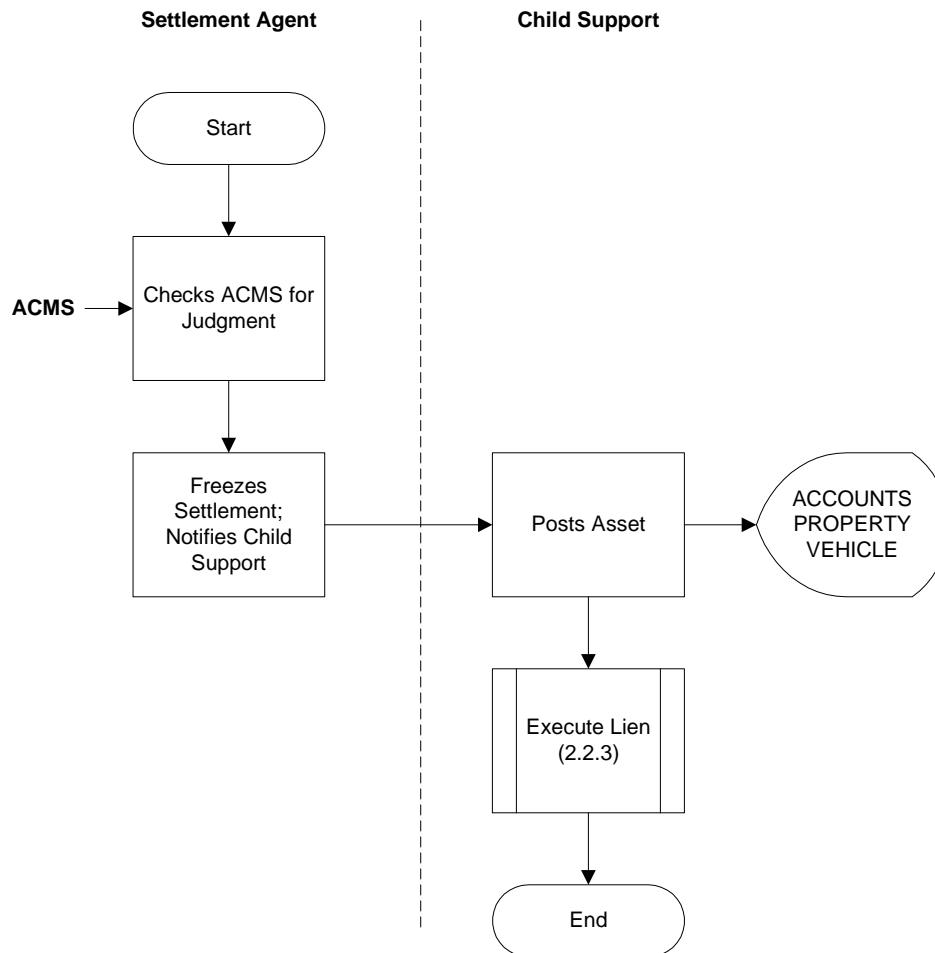 Settlement Agent
Child Support
Start
ACMS
Checks ACMS for
Judgment
Freezes
Settlement;
Notifies Child
Support
Posts Asset
ACCOUNTS
PROPERTY
VEHICLE
Execute Lien
(2.2.3)
End